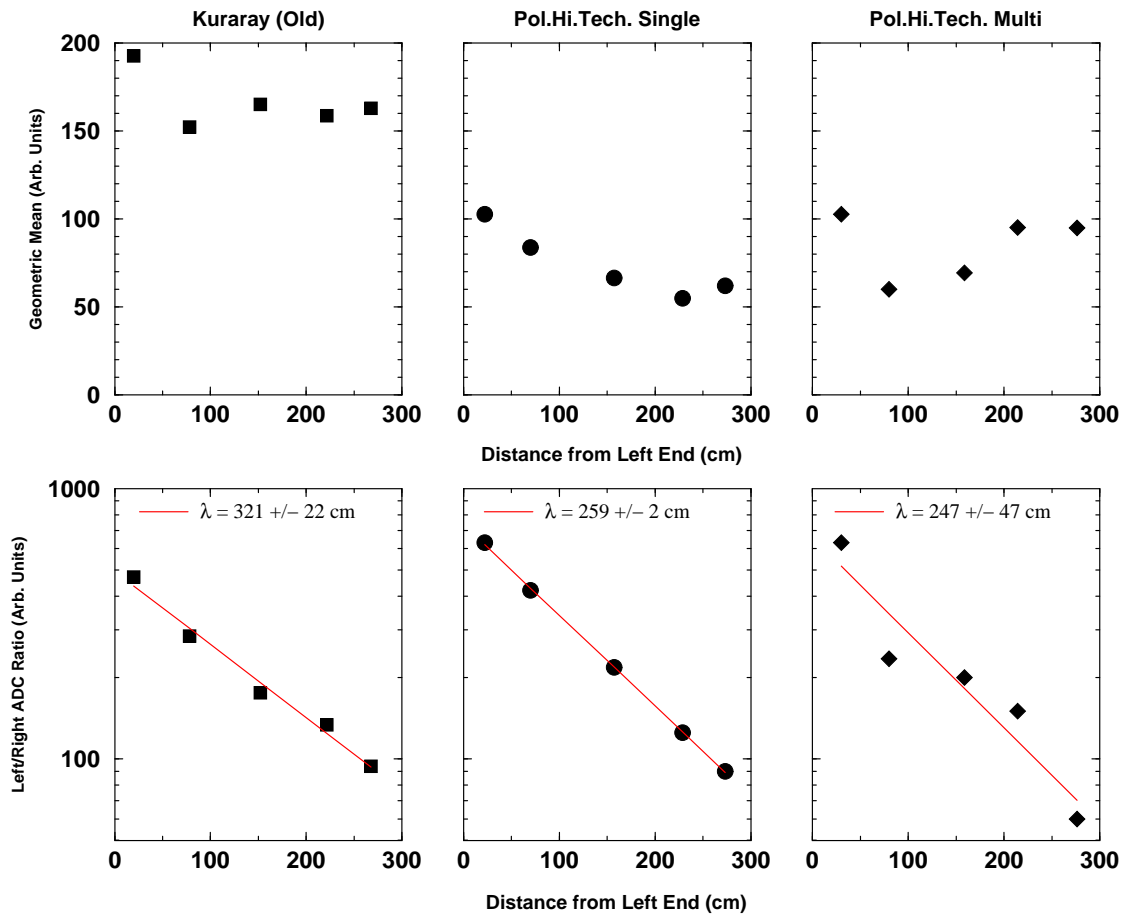 Kuraray (Old)
Pol.Hi.Tech. Single
Pol.Hi.Tech. Multi
Geometric Mean (Arb. Units)
200
150
100
50
0
0 100 200 300
0 100 200 300
0 100 200 300
Distance from Left End (cm)
Left/Right ADC Ratio (Arb. Units)
1000
100
λ = 321 +/− 22 cm
λ = 259 +/− 2 cm
λ = 247 +/− 47 cm
0 100 200 300
0 100 200 300
0 100 200 300
Distance from Left End (cm)